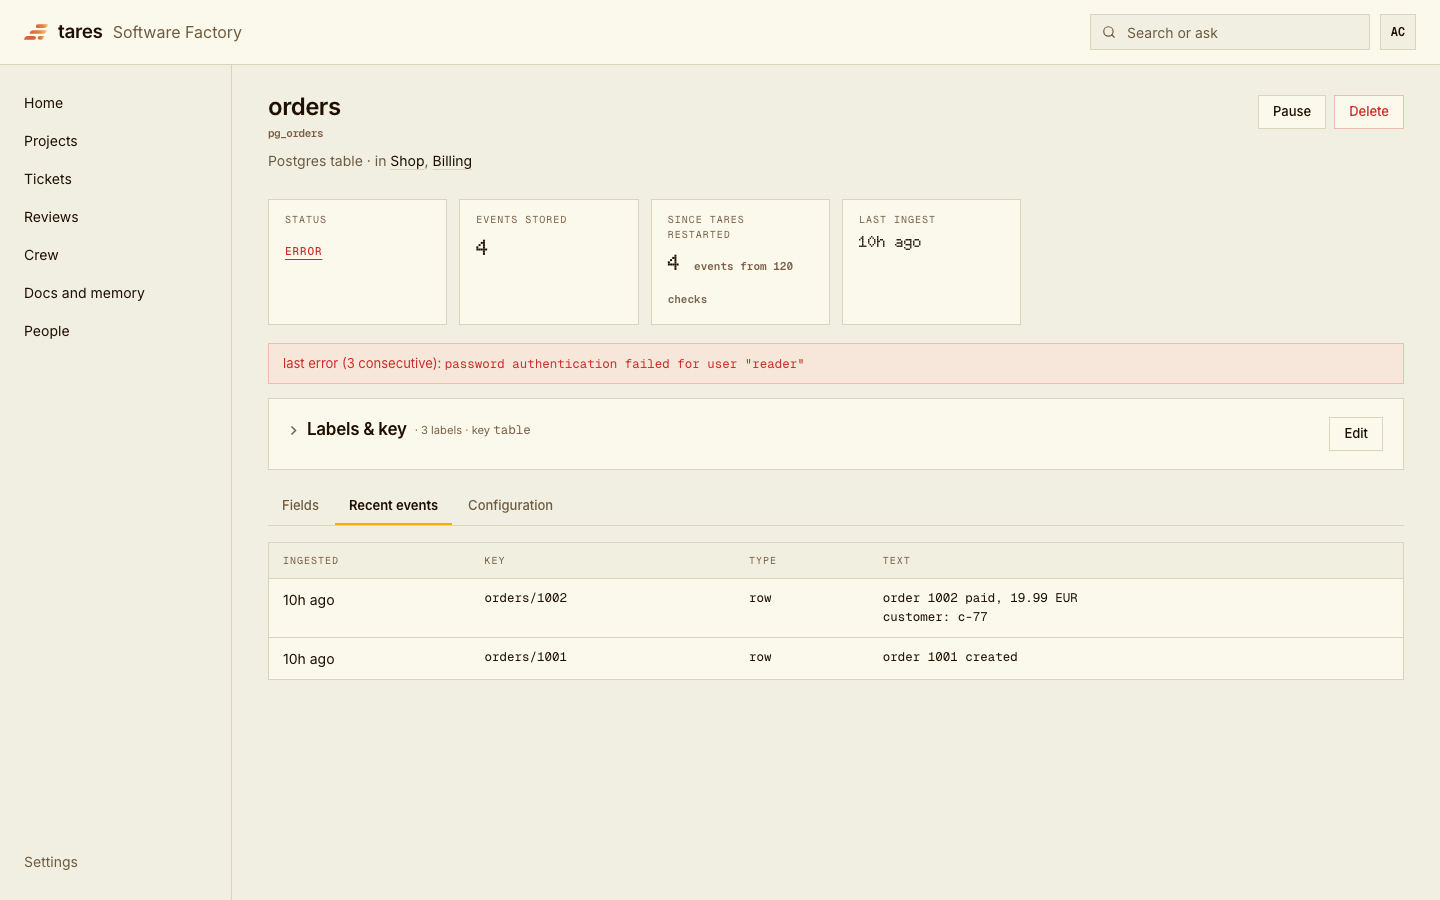 tares Software Factory
Search or ask
AC
Home
Projects
Tickets
Reviews
Crew
Docs and memory
People
Settings
orders
pg_orders
Postgres table · in Shop, Billing
Pause
Delete
STATUS
ERROR
EVENTS STORED
4
SINCE TARES
RESTARTED
4 events from 120
checks
LAST INGEST
10h ago
last error (3 consecutive): password authentication failed for user "reader"
Labels & key · 3 labels · key table
Edit
Fields
Recent events
Configuration
INGESTED KEY TYPE TEXT
10h ago orders/1002 row order 1002 paid, 19.99 EUR
customer: c-77
10h ago orders/1001 row order 1001 created